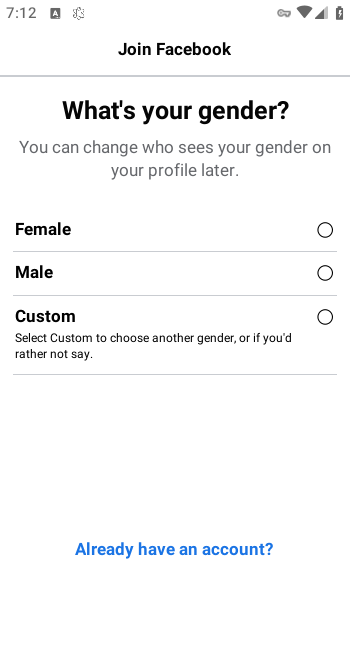 7:12
Join Facebook
What's your gender?
You can change who sees your gender on
your profile later.
Female
Male
Custom
Select Custom to choose another gender, or if you'd
rather not say.
Already have an account?